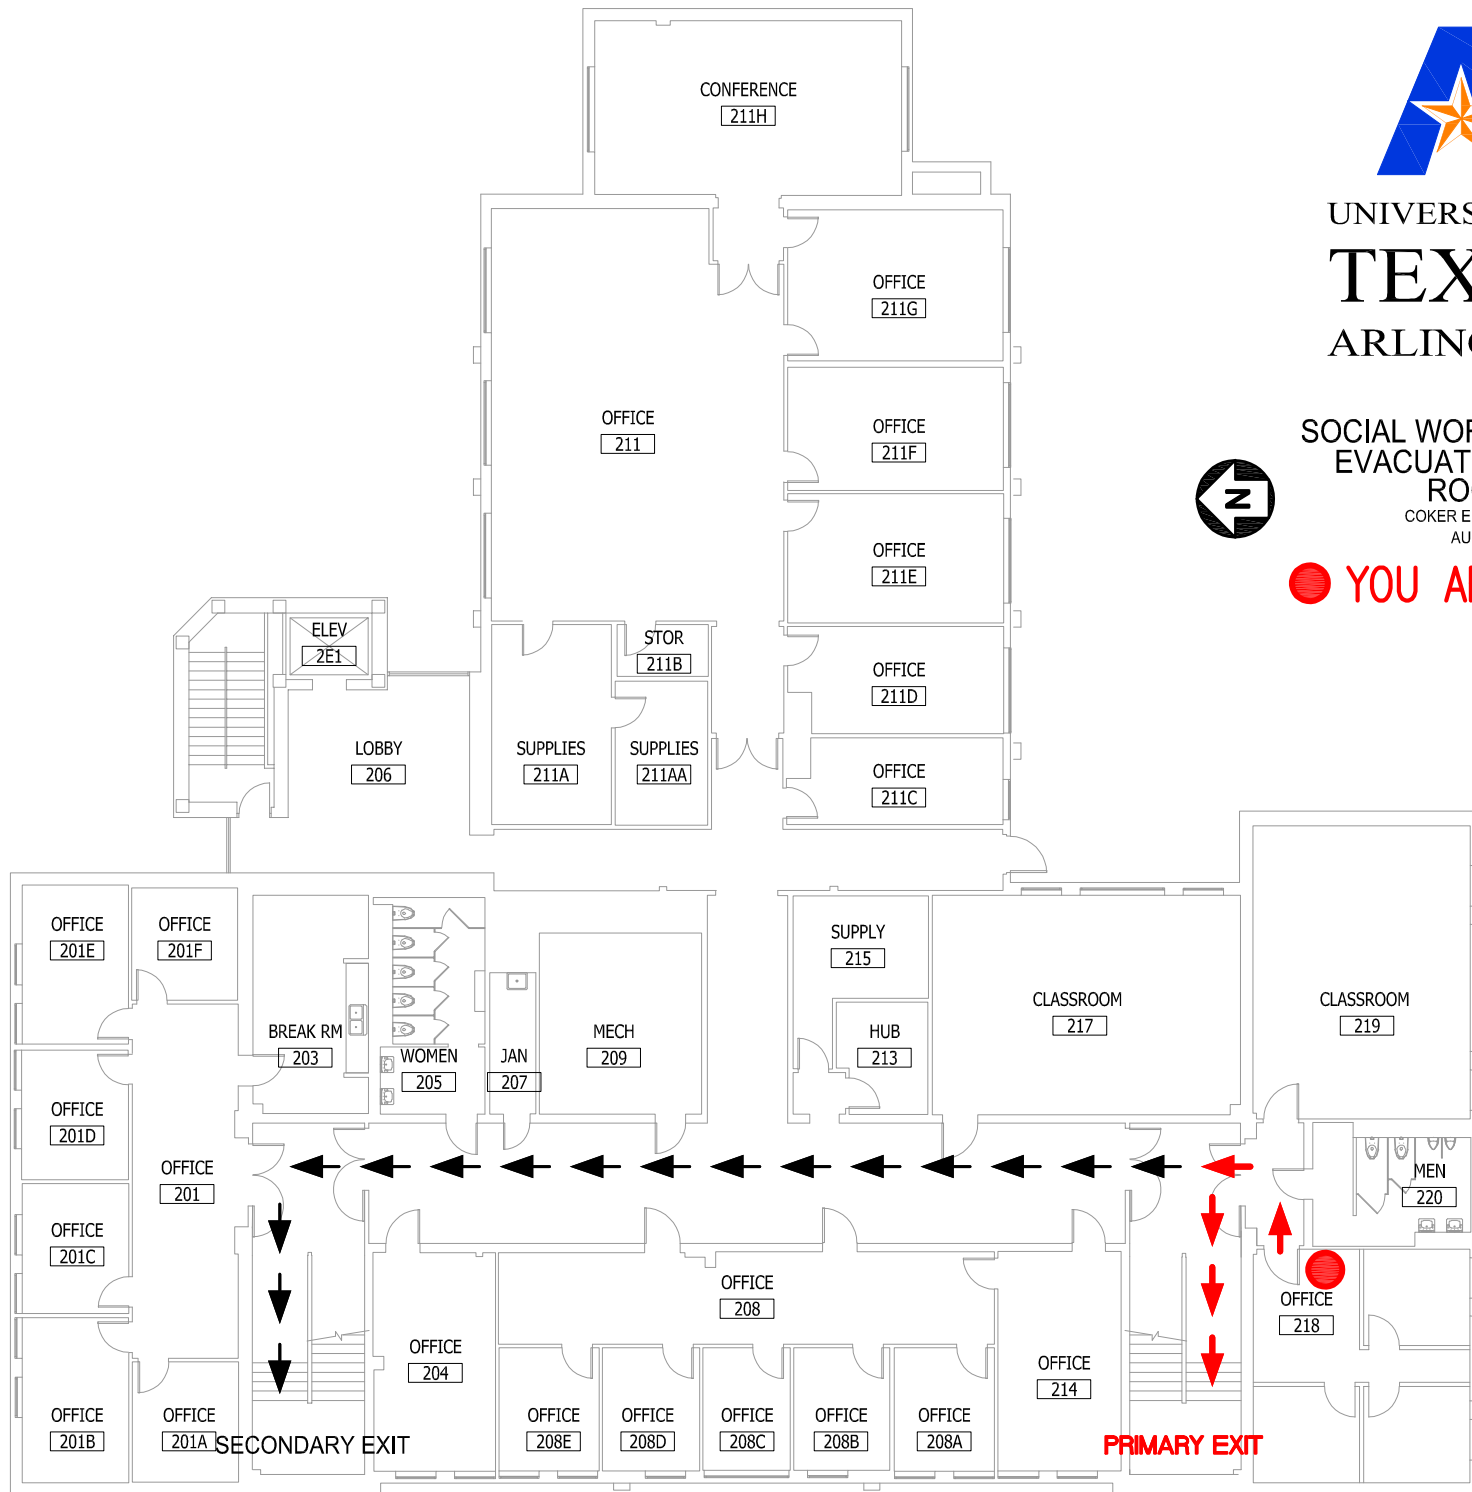 CONFERENCE
211H
UNIVERS
TEX
ARLING
OFFICE
211G
OFFICE
211
OFFICE
211F
SOCIAL WOR
EVACUAT
ROO
COKER E
AU
N
OFFICE
211E
YOU A
ELEV
2E1
STOR
211B
OFFICE
211D
LOBBY
206
SUPPLIES
211A
SUPPLIES
211AA
OFFICE
211C
OFFICE
201E
OFFICE
201F
SUPPLY
215
CLASSROOM
217
CLASSROOM
219
BREAK RM
203
WOMEN
205
JAN
207
MECH
209
HUB
213
OFFICE
201D
OFFICE
201
MEN
220
OFFICE
201C
OFFICE
208
OFFICE
218
OFFICE
204
OFFICE
214
OFFICE
201B
OFFICE
201A
SECONDARY EXIT
OFFICE
208E
OFFICE
208D
OFFICE
208C
OFFICE
208B
OFFICE
208A
PRIMARY EXIT